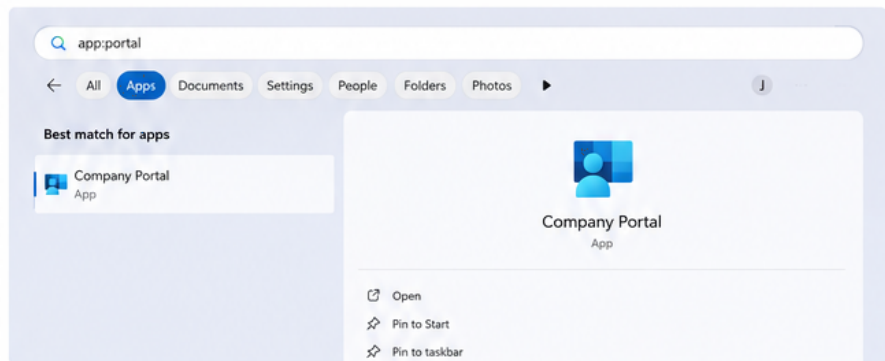 app:portal
All Apps Documents Settings People Folders Photos J
Best match for apps
Company Portal
App
Company Portal
App
Open
Pin to Start
Pin to taskbar